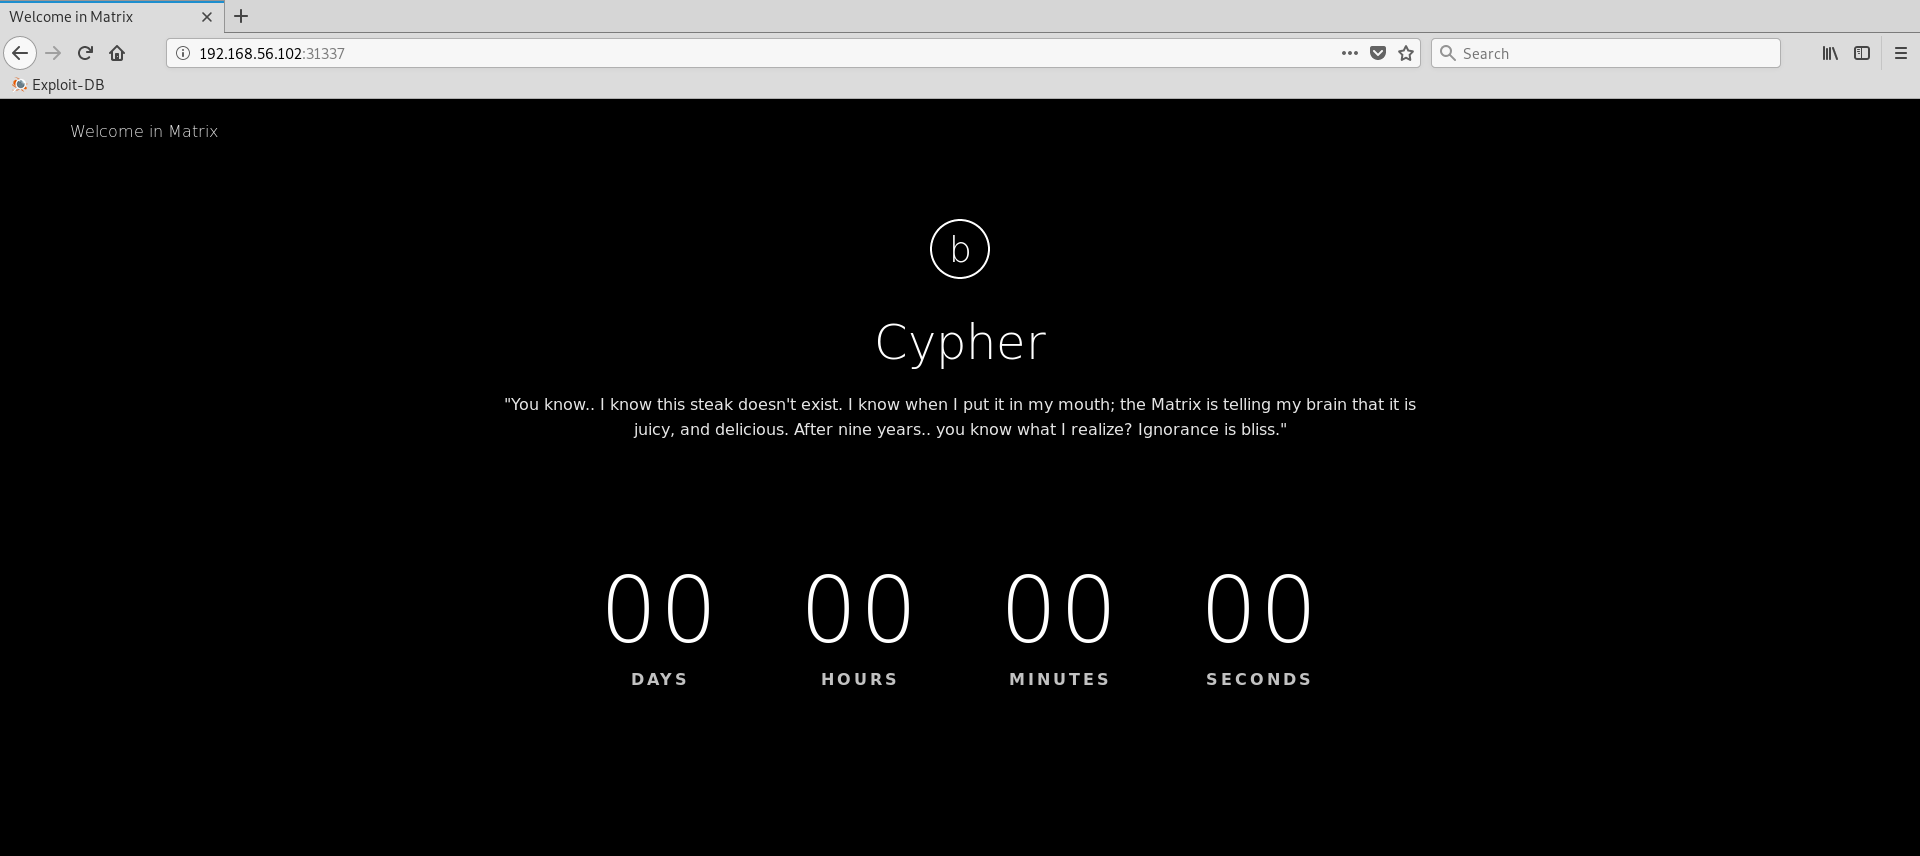 Welcome in Matrix
192.168.56.102:31337
Search
Exploit-DB
Welcome in Matrix
b
Cypher
"You know.. I know this steak doesn't exist. I know when I put it in my mouth; the Matrix is telling my brain that it is
juicy, and delicious. After nine years.. you know what I realize? Ignorance is bliss."
00 00 00 00
DAYS HOURS MINUTES SECONDS